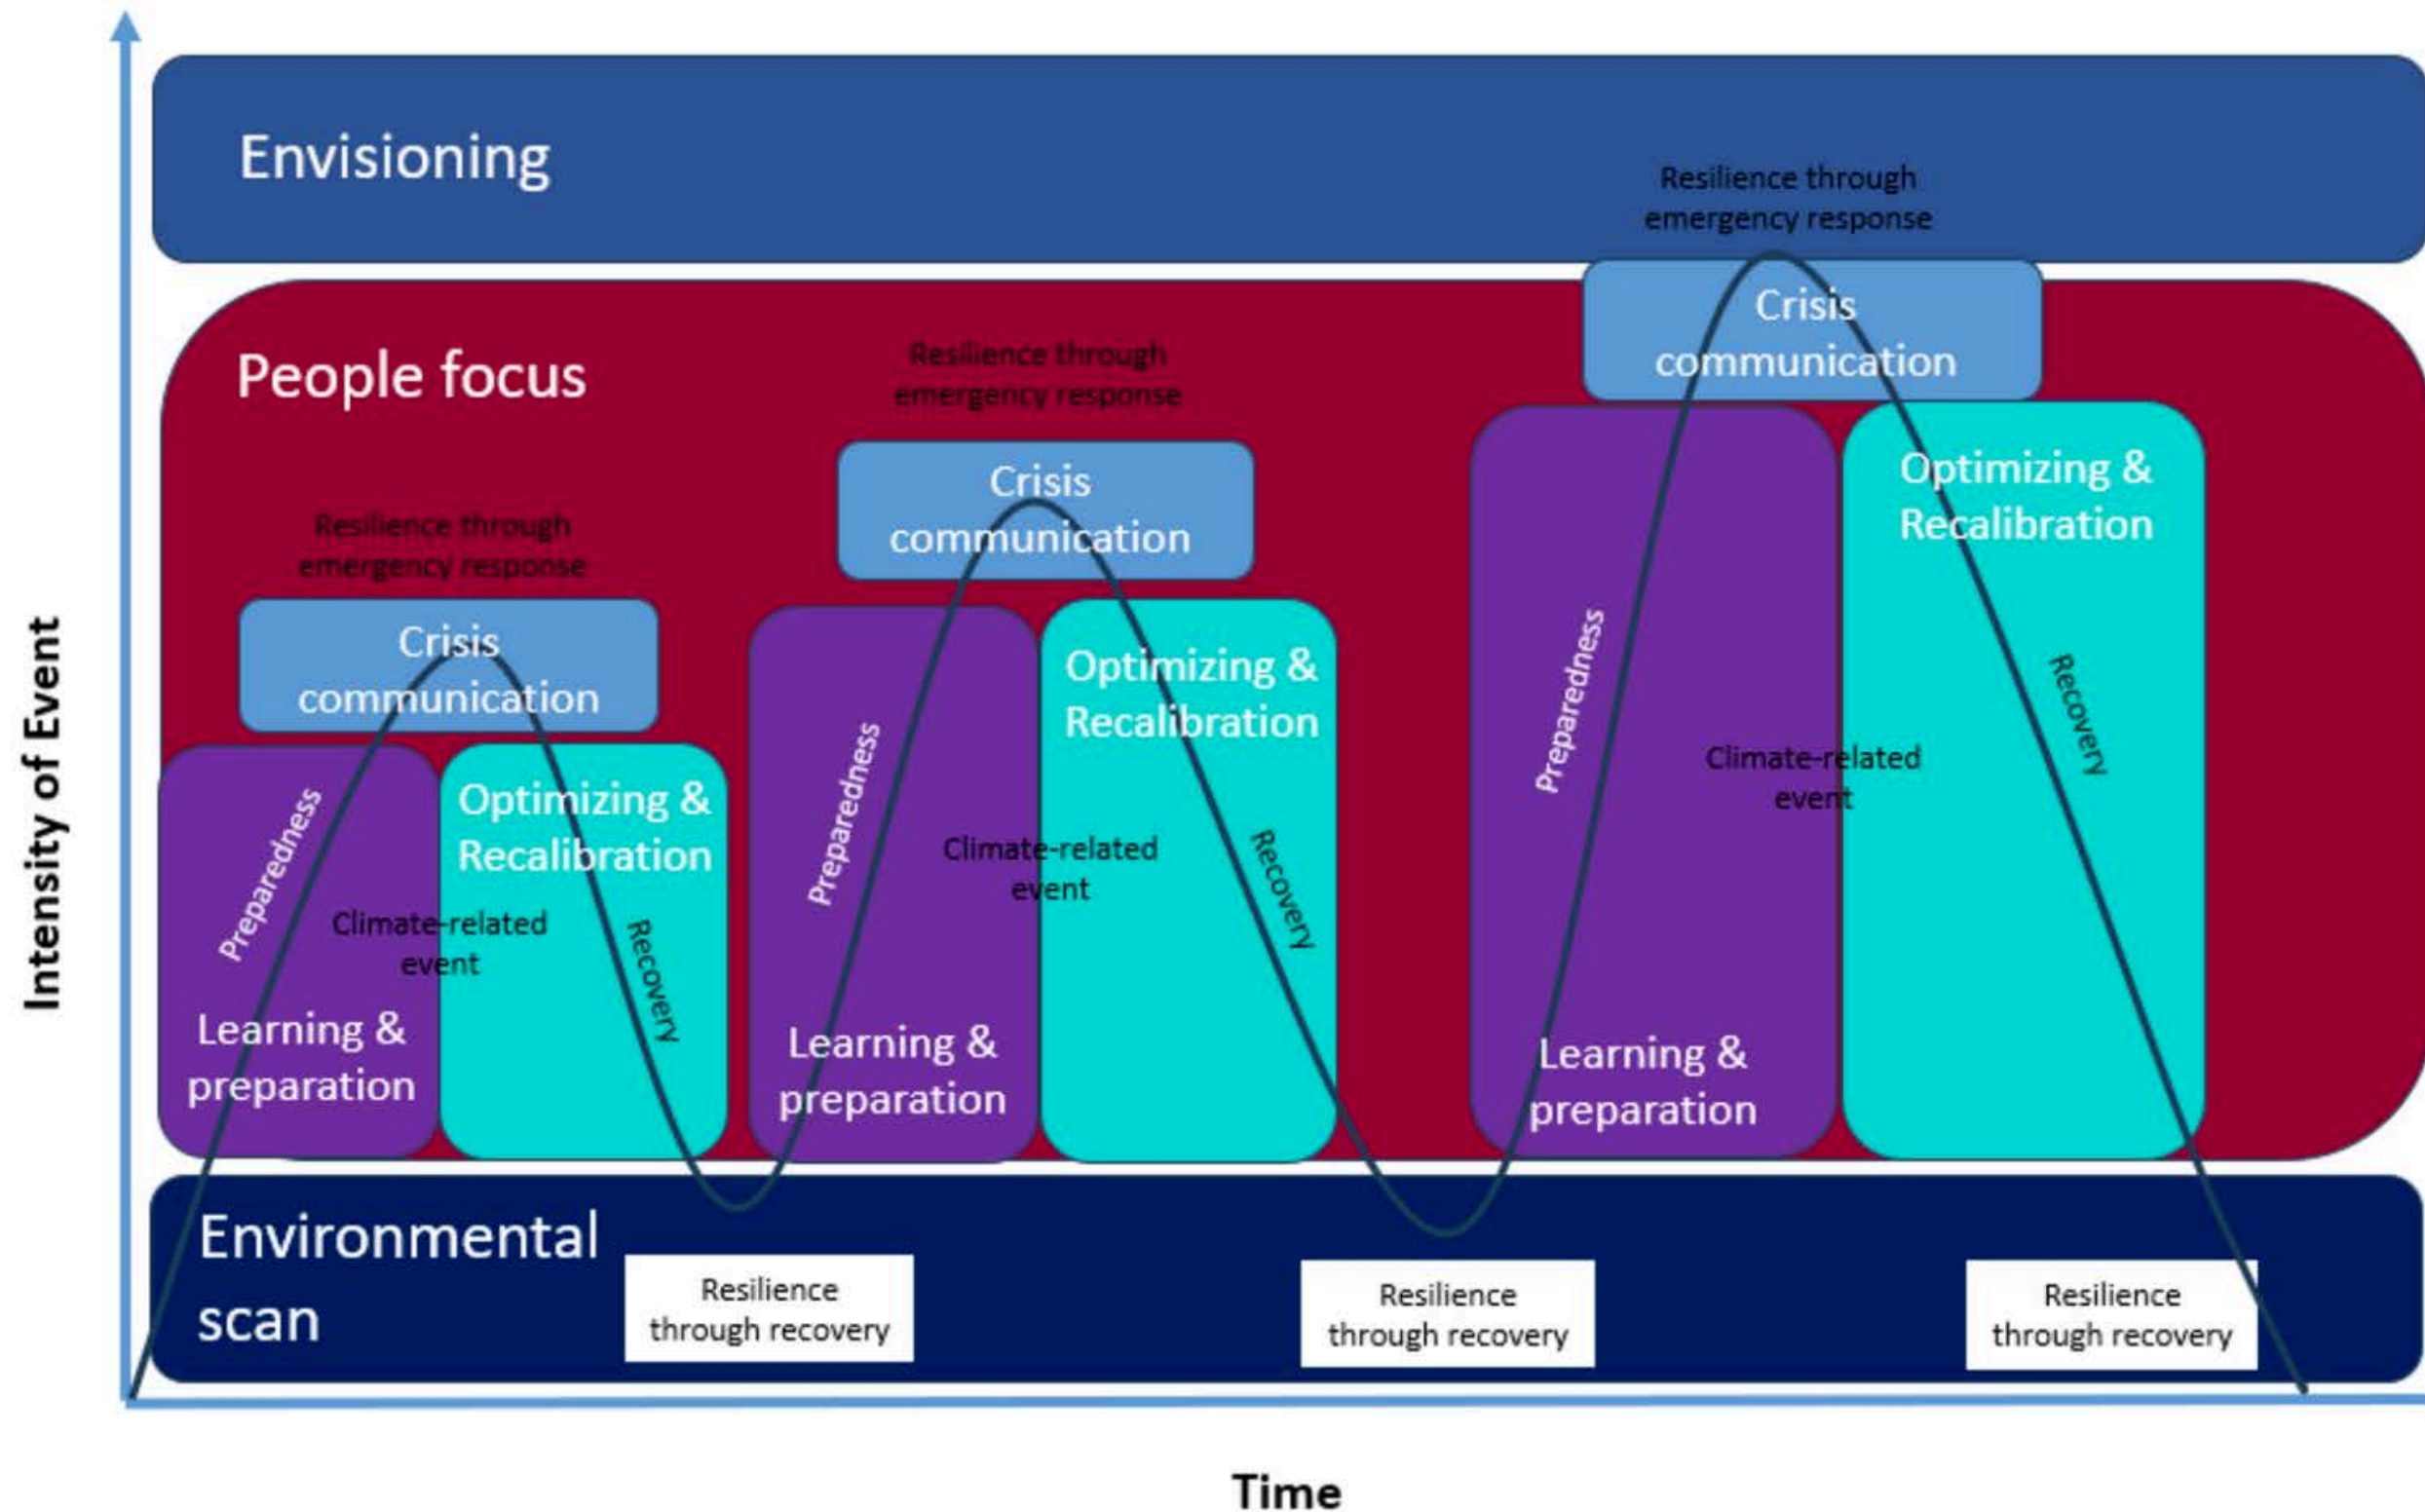 Envisioning
Resilience through
emergency response
Crisis
communication
People focus
Resilience through
emergency response
Crisis
communication
Resilience through
emergency response
Crisis
communication
Preparedness
Climate-related
event
Learning &
preparation
Optimizing &
Recalibration
Recovery
Preparedness
Climate-related
event
Learning &
preparation
Optimizing &
Recalibration
Recovery
Preparedness
Climate-related
event
Learning &
preparation
Optimizing &
Recalibration
Recovery
Environmental
scan
Resilience
through recovery
Resilience
through recovery
Resilience
through recovery
Intensity of Event
Time